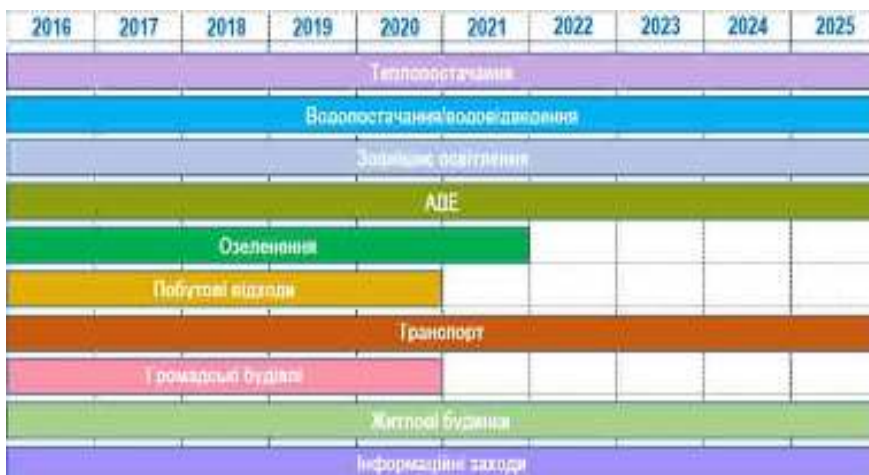 2016 2017 2018 2019 2020 2021 2022 2023 2024 2025
Теплопостачання
Водопостачання/водовідведення
Зовнішнє освітлення
АДЕ
Озеленення
Побутові відходи
Транспорт
Громадські будівлі
Житлові будинки
Інформаційні заходи